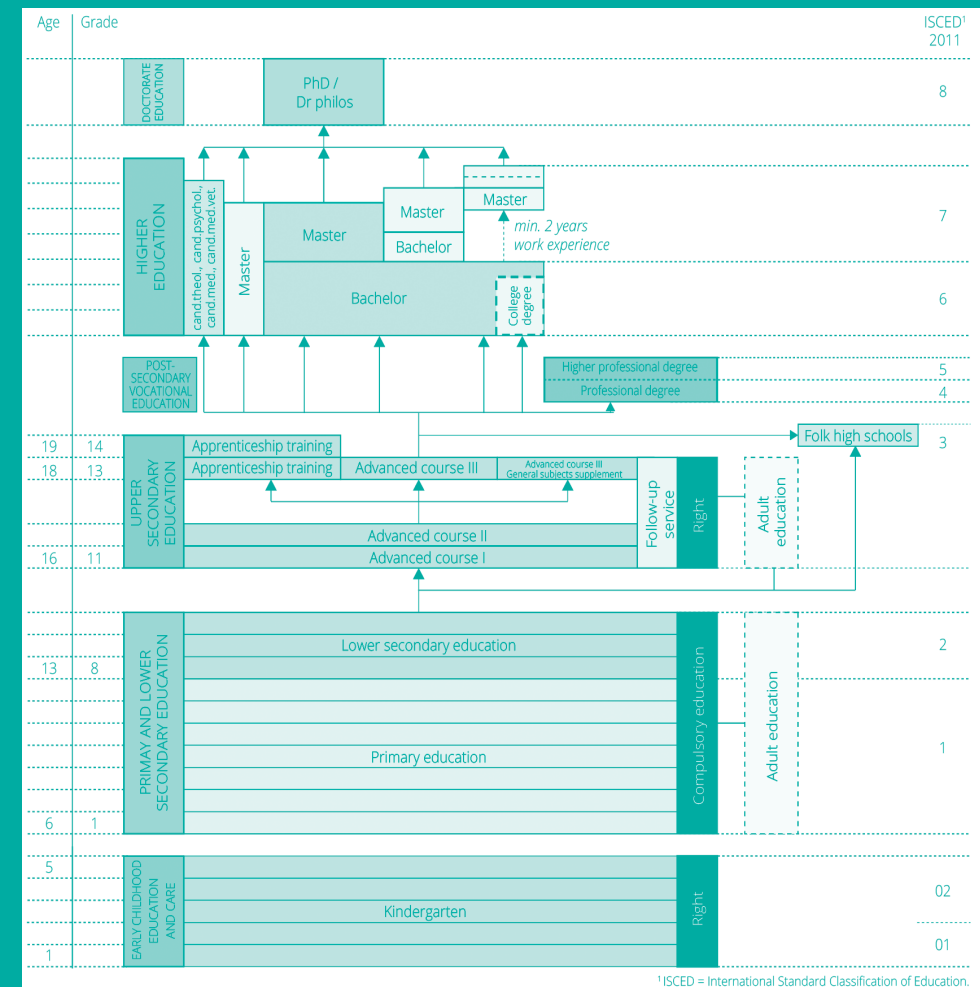 Age
Grade
ISCED¹
2011
DOCTORATE
EDUCATION
PhD /
Dr philos
8
HIGHER
EDUCATION
cand.theol., cand.psychol.,
cand.med., cand.med.vet.
Master
Master
Bachelor
Master
Bachelor
Master
min. 2 years
work experience
College
degree
7
6
POST-
SECONDARY
VOCATIONAL
EDUCATION
Higher professional degree
Professional degree
5
4
Folk high schools
3
19
14
18
13
16
11
UPPER
SECONDARY
EDUCATION
Apprenticeship training
Apprenticeship training
Advanced course III
Advanced course III
General subjects supplement
Advanced course II
Advanced course I
Follow-up
service
Right
Adult
education
13
8
6
1
PRIMAY AND LOWER
SECONDARY EDUCATION
Lower secondary education
Primary education
Compulsory education
Adult education
2
1
5
1
EARLY CHILDHOOD
EDUCATION
AND CARE
Kindergarten
Right
02
01
¹ ISCED = International Standard Classification of Education.